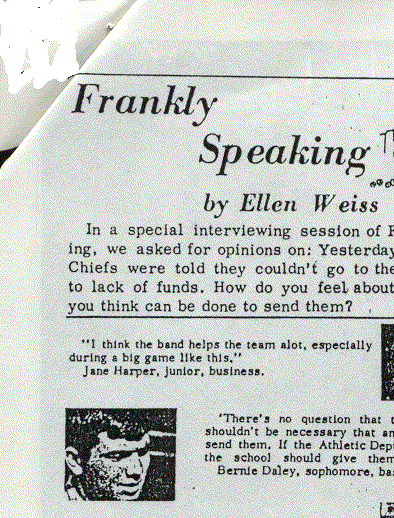 Frankly
Speaking
by Ellen Weiss
In a special interviewing session of F
ing, we asked for opinions on: Yesterday
Chiefs were told they couldn't go to the
to lack of funds. How do you feel about
you think can be done to send them?
"I think the band helps the team alot, especially
during a big game like this."
Jane Harper, junior, business.
"There's no question that t
shouldn't be necessary that an
send them. If the Athletic Dep
the school should give them
Bernie Daley, sophomore, ba